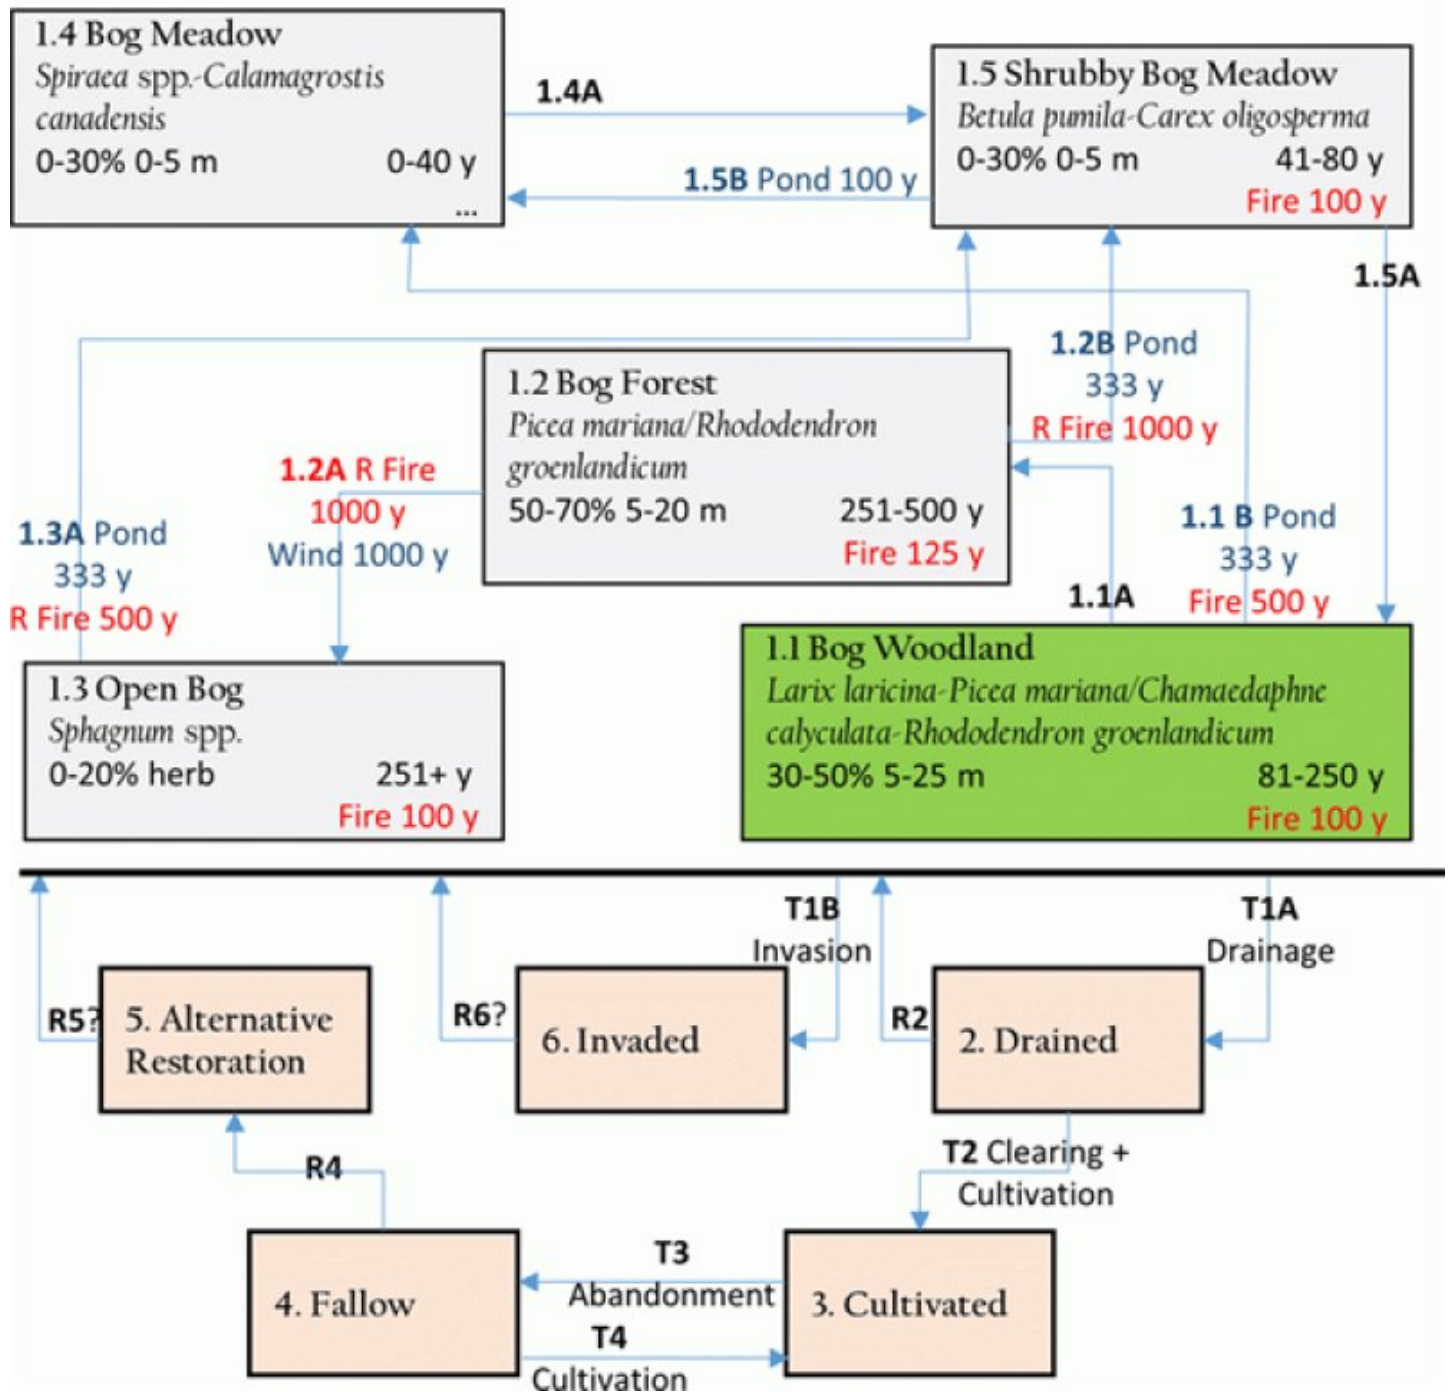 1.4 Bog Meadow
Spiraea spp.-Calamagrostis
canadensis
0-30% 0-5 m 0-40 y
...
1.4A
1.5B Pond 100 y
1.5 Shrubby Bog Meadow
Betula pumila-Carex oligosperma
0-30% 0-5 m 41-80 y
Fire 100 y
1.5A
1.2B Pond
333 y
R Fire 1000 y
1.2 Bog Forest
Picea mariana/Rhododendron
groenlandicum
50-70% 5-20 m 251-500 y
Fire 125 y
1.2A R Fire
1000 y
Wind 1000 y
1.3A Pond
333 y
R Fire 500 y
1.1 B Pond
333 y
Fire 500 y
1.1A
1.3 Open Bog
Sphagnum spp.
0-20% herb 251+ y
Fire 100 y
1.1 Bog Woodland
Larix laricina-Picea mariana/Chamaedaphne
calyculata-Rhododendron groenlandicum
30-50% 5-25 m 81-250 y
Fire 100 y
T1B
Invasion
T1A
Drainage
R5?
5. Alternative
Restoration
R6?
6. Invaded
R2
2. Drained
R4
T2 Clearing +
Cultivation
4. Fallow
T3
Abandonment
T4
Cultivation
3. Cultivated